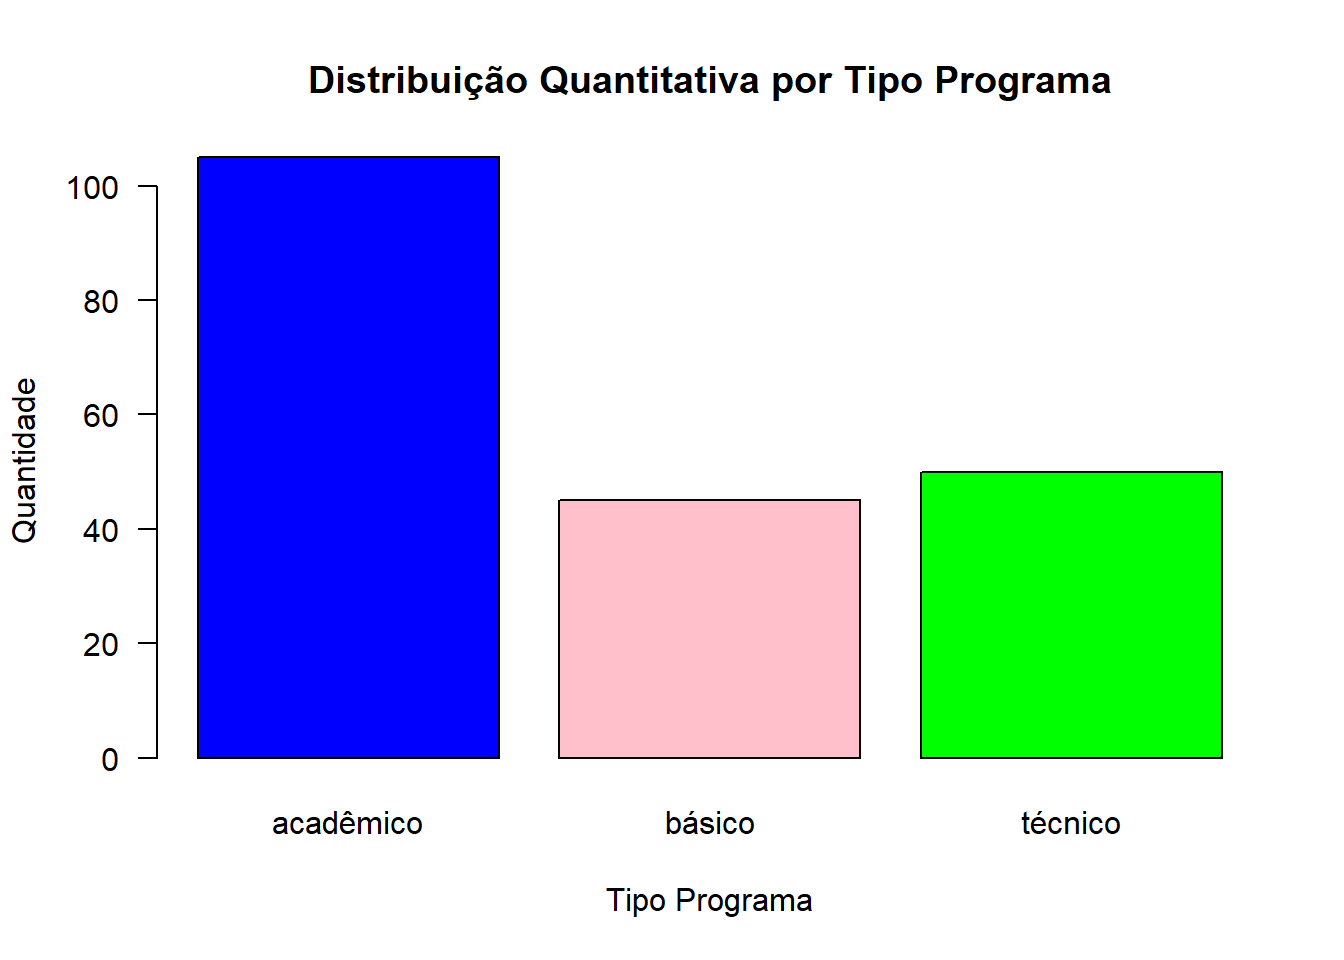 Distribuição Quantitativa por Tipo Programa
100
80
60
40
20
0
Quantidade
acadêmico básico técnico
Tipo Programa